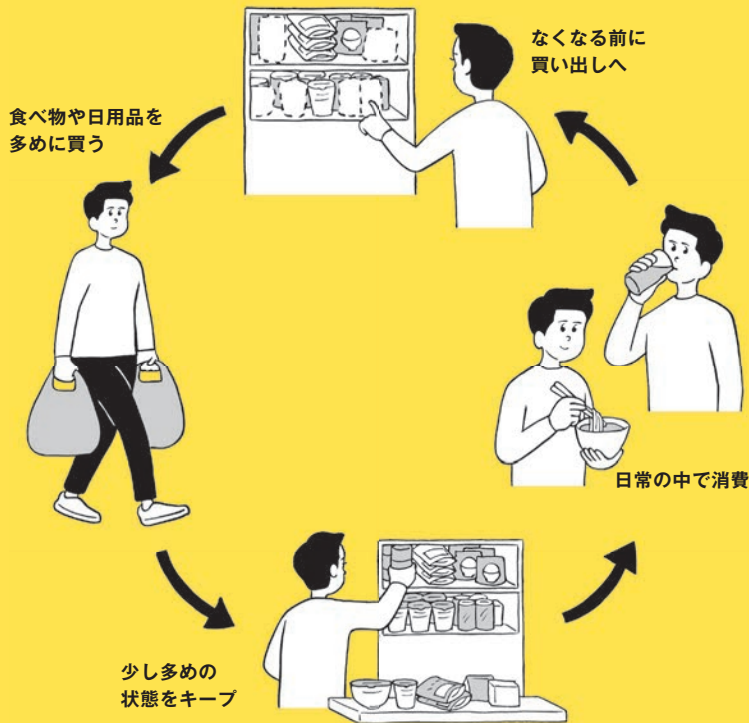 なくなる前に
買い出しへ
食べ物や日用品を
多めに買う
日常の中で消費
少し多めの
状態をキープ